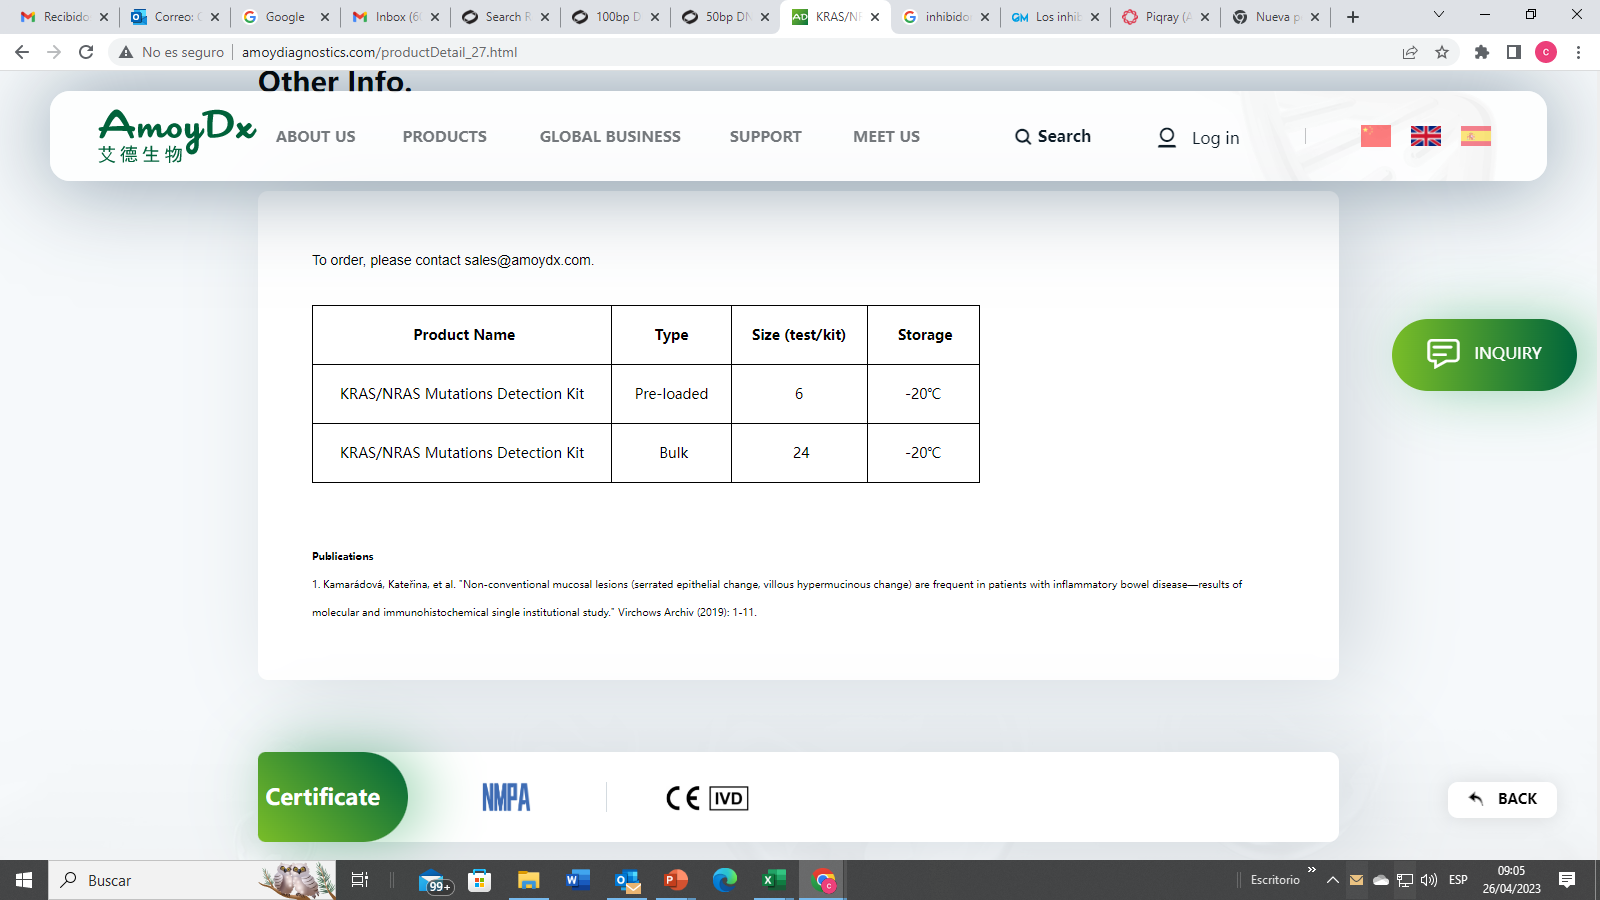 Recibido
Correo: 
Google
Inbox (6
Search R
100bp D
50bp DN
KRAS/NR
inhibido
Los inhib
Piqray (A
Nueva p
No es seguro
amoydiagnostics.com/productDetail_27.html
C
Other Info.
AmoyDx
艾德生物
ABOUT US
PRODUCTS
GLOBAL BUSINESS
SUPPORT
MEET US
Search
Log in
To order, please contact sales@amoydx.com.
Product Name Type Size (test/kit) Storage
KRAS/NRAS Mutations Detection Kit Pre-loaded 6 -20℃
KRAS/NRAS Mutations Detection Kit Bulk 24 -20℃
INQUIRY
Publications
1. Kamarádová, Kateřina, et al. "Non-conventional mucosal lesions (serrated epithelial change, villous hypermucinous change) are frequent in patients with inflammatory bowel disease—results of
molecular and immunohistochemical single institutional study." Virchows Archiv (2019): 1-11.
Certificate
NMPA
CE IVD
BACK
Buscar
99+
Escritorio
ESP
09:05
26/04/2023